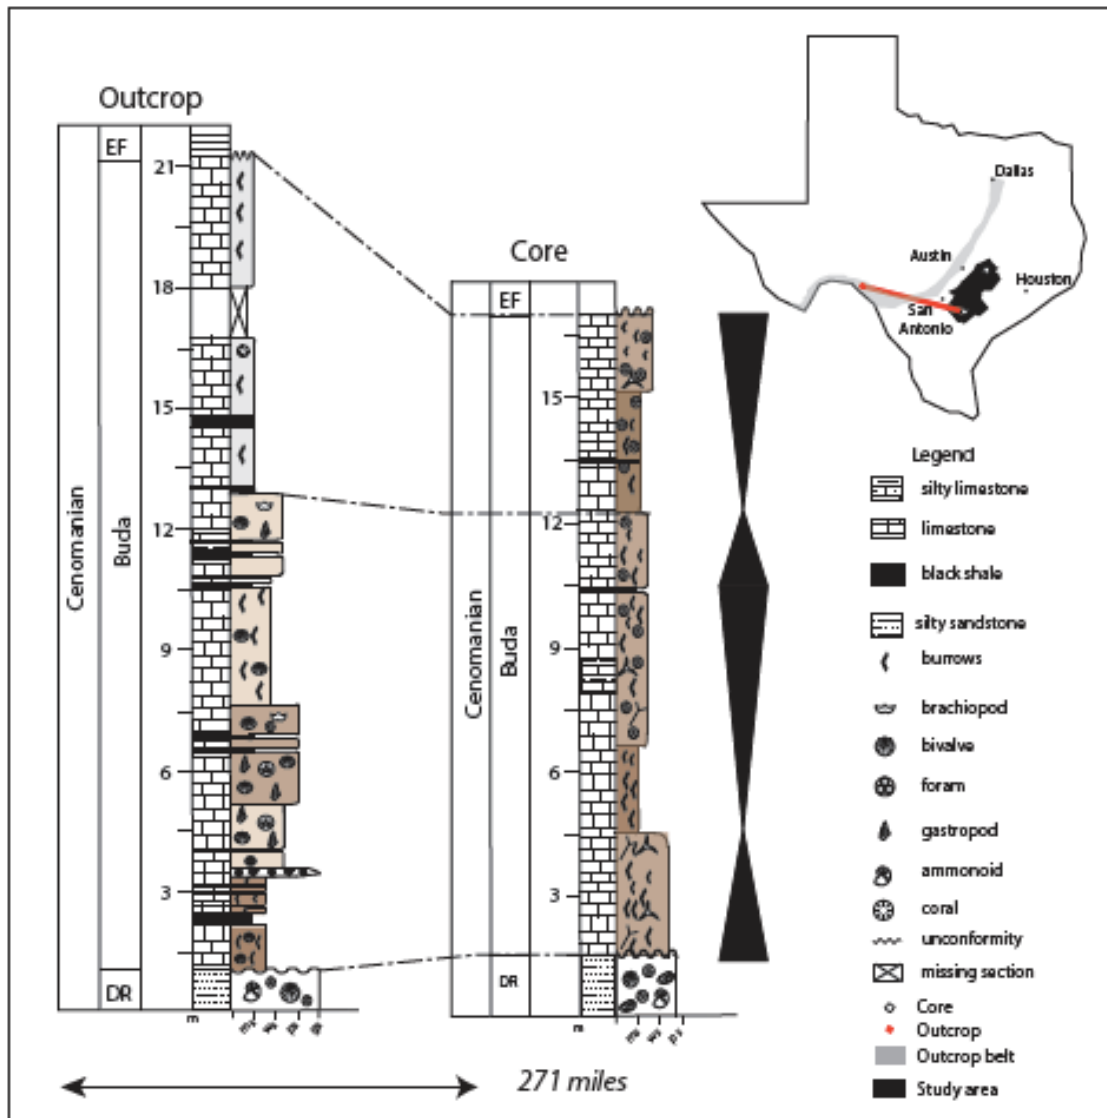 Outcrop
EF
21
18
15
12
9
6
3
Cenomanian
Buda
DR
m
Core
EF
15
12
9
6
3
Cenomanian
Buda
DR
m
271 miles
Dallas
Austin
Houston
San
Antonio
Legend
silty limestone
limestone
black shale
silty sandstone
burrows
brachiopod
bivalve
foram
gastropod
ammonoid
coral
unconformity
missing section
Core
Outcrop
Outcrop belt
Study area